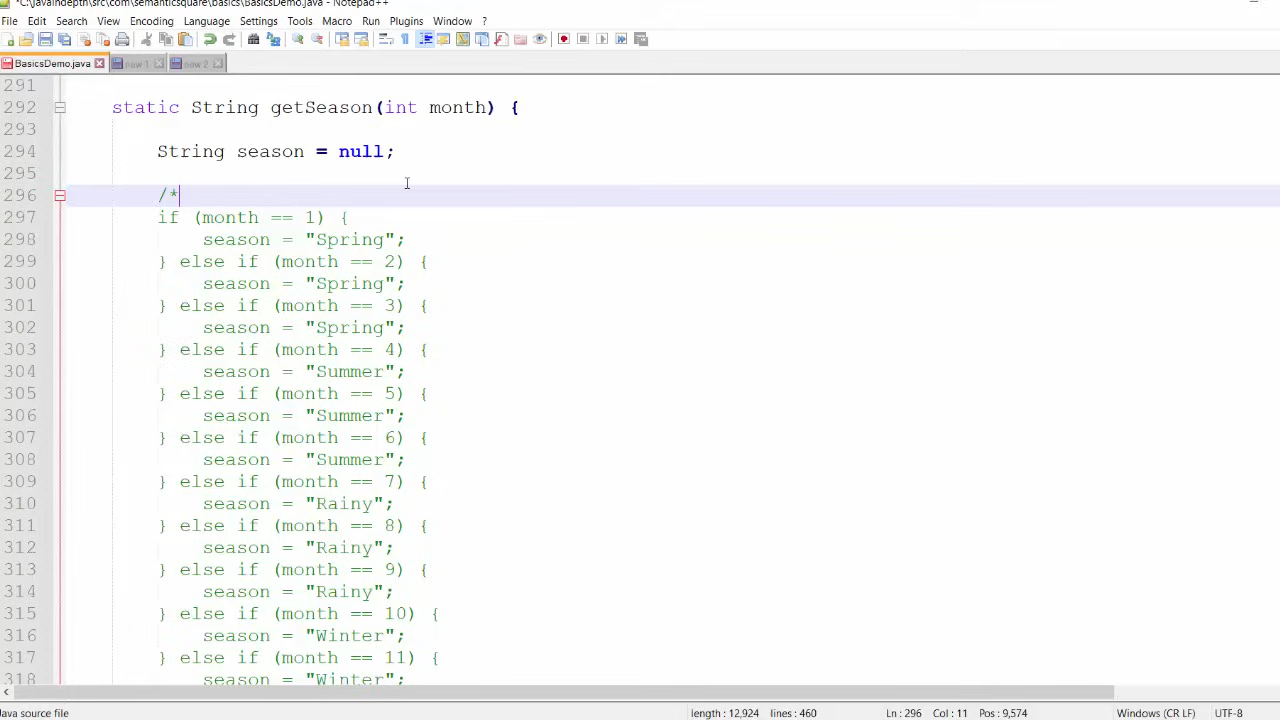 *C:\javaindepth\src\com\semanticsquare\basics\BasicsDemo.java - Notepad++
File Edit Search View Encoding Language Settings Tools Macro Run Plugins Window ?
BasicsDemo.java new 1 new 2
291
292 static String getSeason(int month) {
293
294 String season = null;
295
296 /*
297 if (month == 1) {
298 season = "Spring";
299 } else if (month == 2) {
300 season = "Spring";
301 } else if (month == 3) {
302 season = "Spring";
303 } else if (month == 4) {
304 season = "Summer";
305 } else if (month == 5) {
306 season = "Summer";
307 } else if (month == 6) {
308 season = "Summer";
309 } else if (month == 7) {
310 season = "Rainy";
311 } else if (month == 8) {
312 season = "Rainy";
313 } else if (month == 9) {
314 season = "Rainy";
315 } else if (month == 10) {
316 season = "Winter";
317 } else if (month == 11) {
318 season = "Winter";
Java source file length : 12,924 lines : 460 Ln : 296 Col : 11 Pos : 9,574 Windows (CR LF) UTF-8